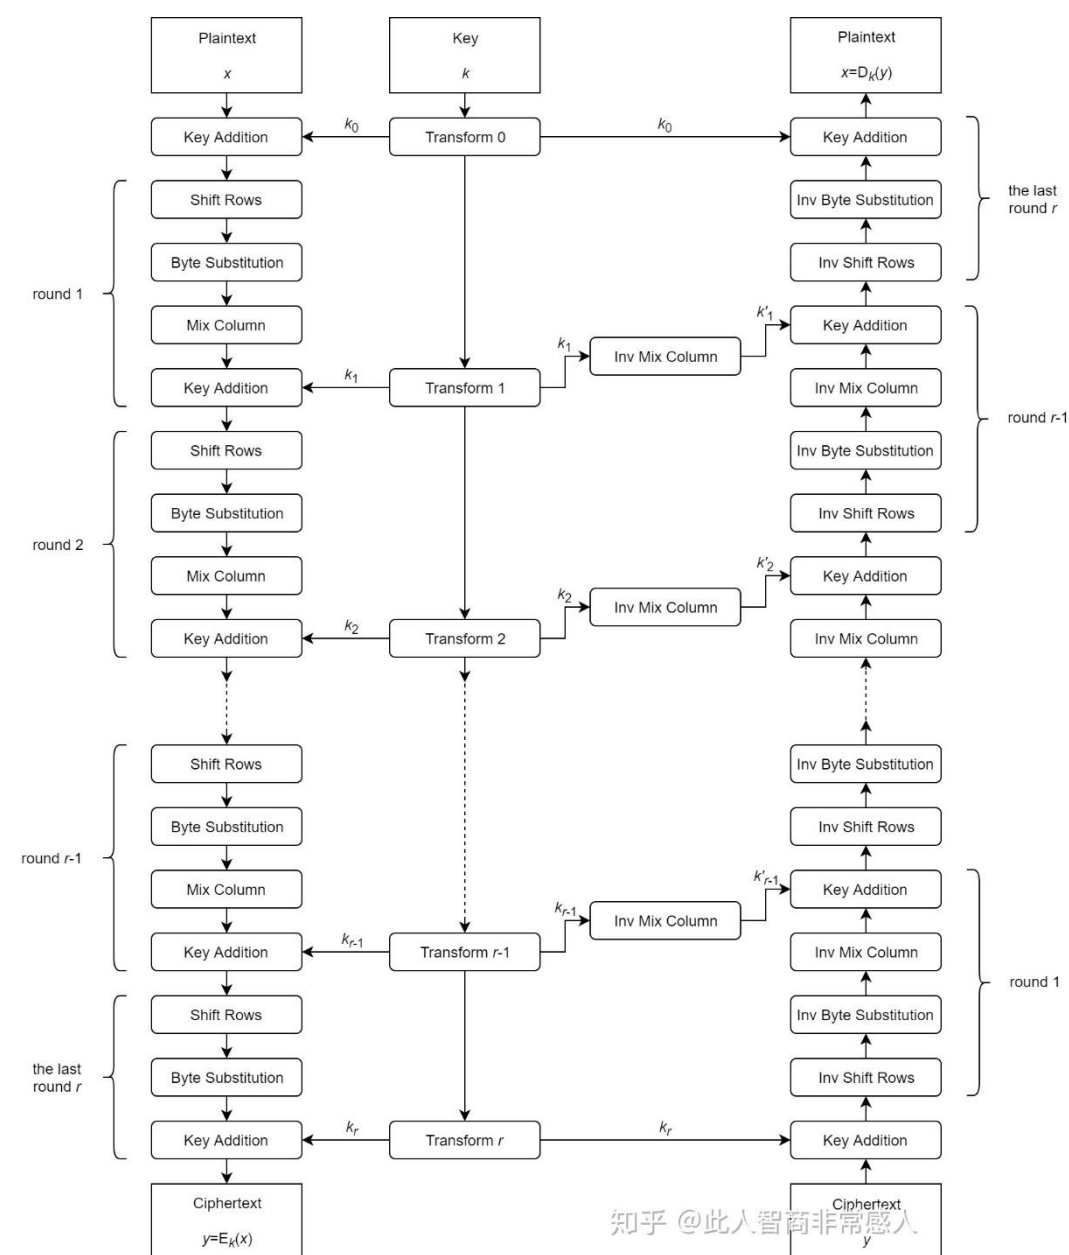 Plaintext
x
Key
k
Plaintext
x=Dk(y)
Key Addition
k0
Transform 0
k0
Key Addition
Shift Rows
Inv Byte Substitution
the last
round r
Byte Substitution
Inv Shift Rows
round 1
Mix Column
k1
Inv Mix Column
k'1
Key Addition
Key Addition
k1
Transform 1
Inv Mix Column
round r-1
Shift Rows
Inv Byte Substitution
Byte Substitution
Inv Shift Rows
round 2
Mix Column
k2
Inv Mix Column
k'2
Key Addition
Key Addition
k2
Transform 2
Inv Mix Column
Shift Rows
Inv Byte Substitution
Byte Substitution
Inv Shift Rows
round r-1
Mix Column
kr-1
Inv Mix Column
k'r-1
Key Addition
Key Addition
kr-1
Transform r-1
Inv Mix Column
round 1
Shift Rows
Inv Byte Substitution
the last
round r
Byte Substitution
Inv Shift Rows
Key Addition
kr
Transform r
kr
Key Addition
Ciphertext
y=Ek(x)
Ciphertext
y
知乎 @此人智商非常感人